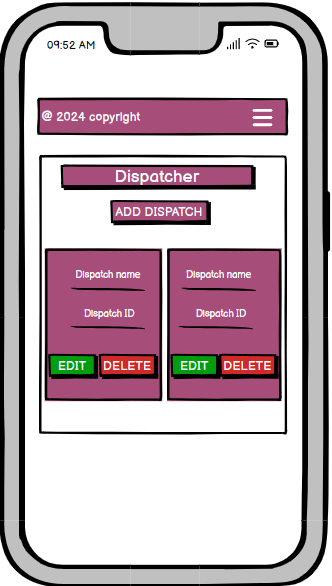 09:52 AM
@ 2024 copyright
Dispatcher
ADD DISPATCH
Dispatch name
Dispatch ID
EDIT DELETE
Dispatch name
Dispatch ID
EDIT DELETE